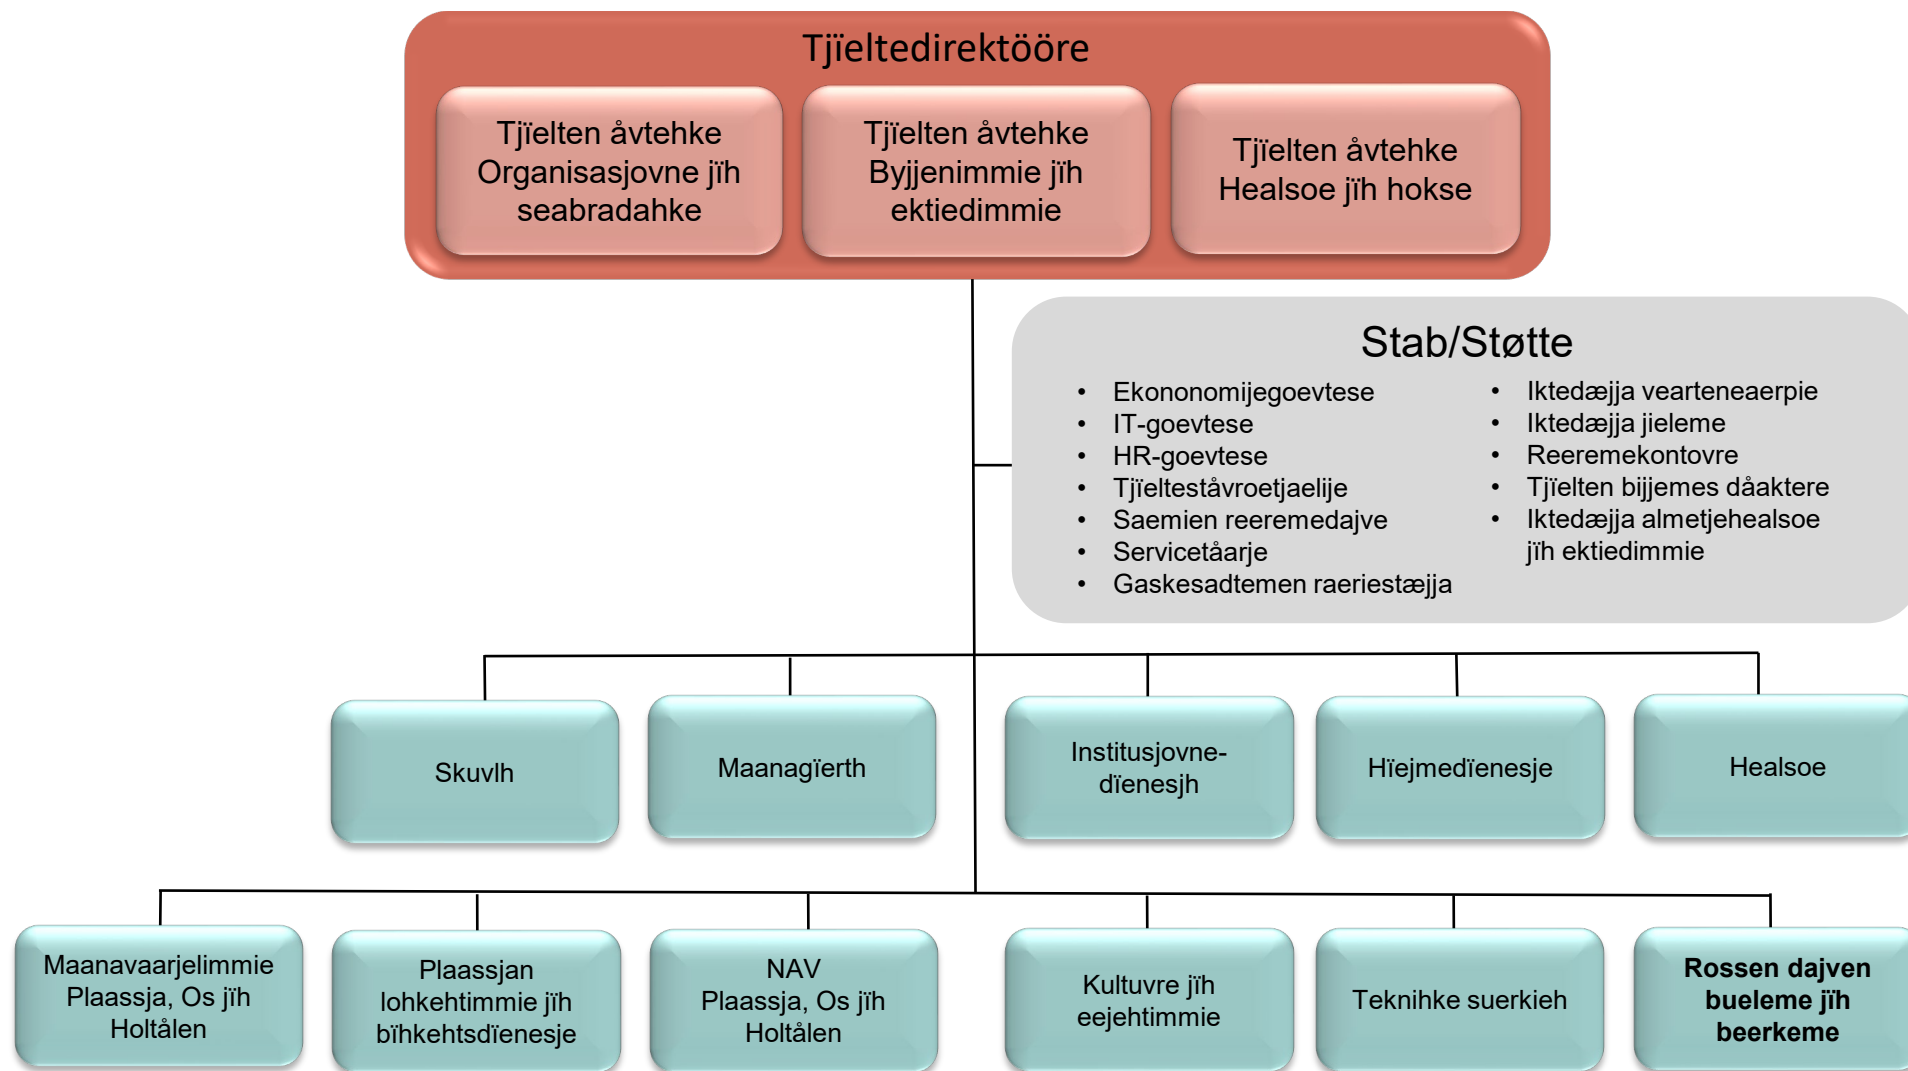 Tjïeltedirektööre
Tjïelten åvtehke
Organisasjovne jïh
seabradahke
Tjïelten åvtehke
Byjjenimmie jïh
ektiedimmie
Tjïelten åvtehke
Healsoe jïh hokse
Stab/Støtte
• Ekononomijegoevtese
• IT-goevtese
• HR-goevtese
• Tjïelteståvroetjaelije
• Saemien reeremedajve
• Servicetåarje
• Gaskesadtemen raeriestæjja
• Iktedæjja vearteneaerpie
• Iktedæjja jieleme
• Reeremekontovre
• Tjïelten bijjemes dåaktere
• Iktedæjja almetjehealsoe
jïh ektiedimmie
Skuvlh
Maanagïerth
Institusjovne-
dïenesjh
Hïejmedïenesje
Healsoe
Maanavaarjelimmie
Plaassja, Os jïh
Holtålen
Plaassjan
lohkehtimmie jïh
bïhkehtsdïenesje
NAV
Plaassja, Os jïh
Holtålen
Kultuvre jïh
eejehtimmie
Teknihke suerkieh
Rossen dajven
bueleme jïh
beerkeme